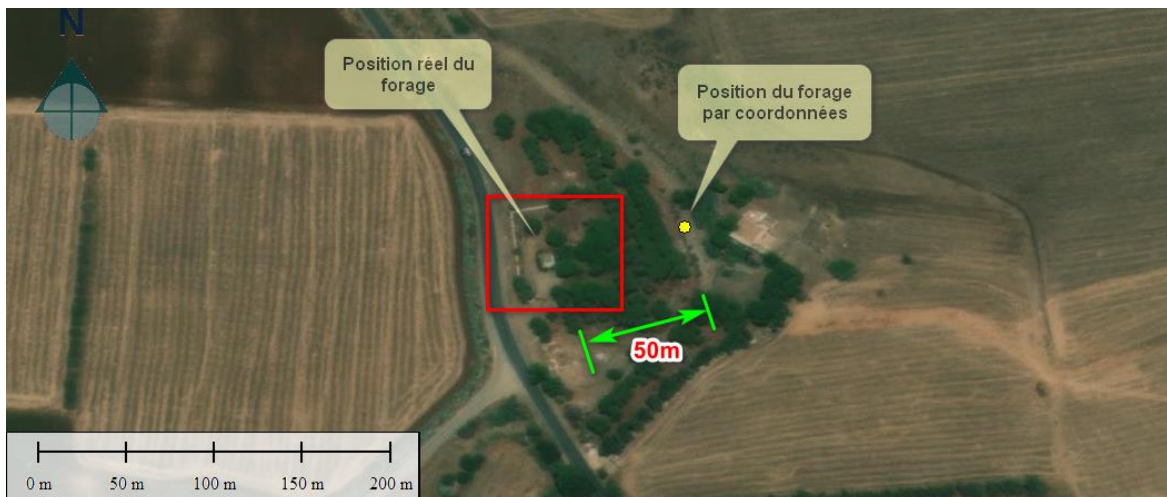 N
Position réel du
forage
Position du forage
par coordonnées
50m
0 m 50 m 100 m 150 m 200 m